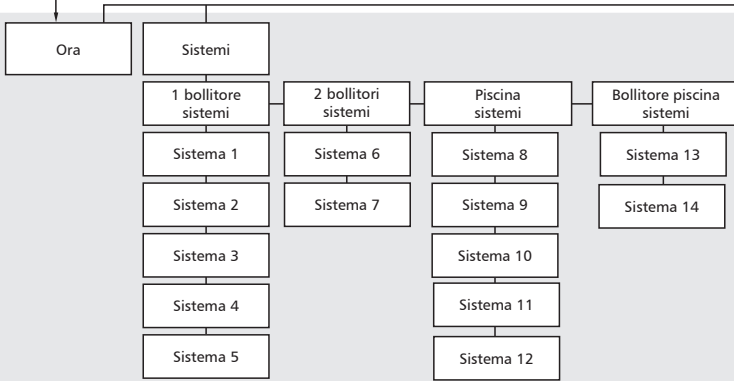 Ora
Sistemi
1 bollitore
sistemi
2 bollitori
sistemi
Piscina
sistemi
Bollitore piscina
sistemi
Sistema 1
Sistema 6
Sistema 8
Sistema 13
Sistema 2
Sistema 7
Sistema 9
Sistema 14
Sistema 3
Sistema 10
Sistema 4
Sistema 11
Sistema 5
Sistema 12